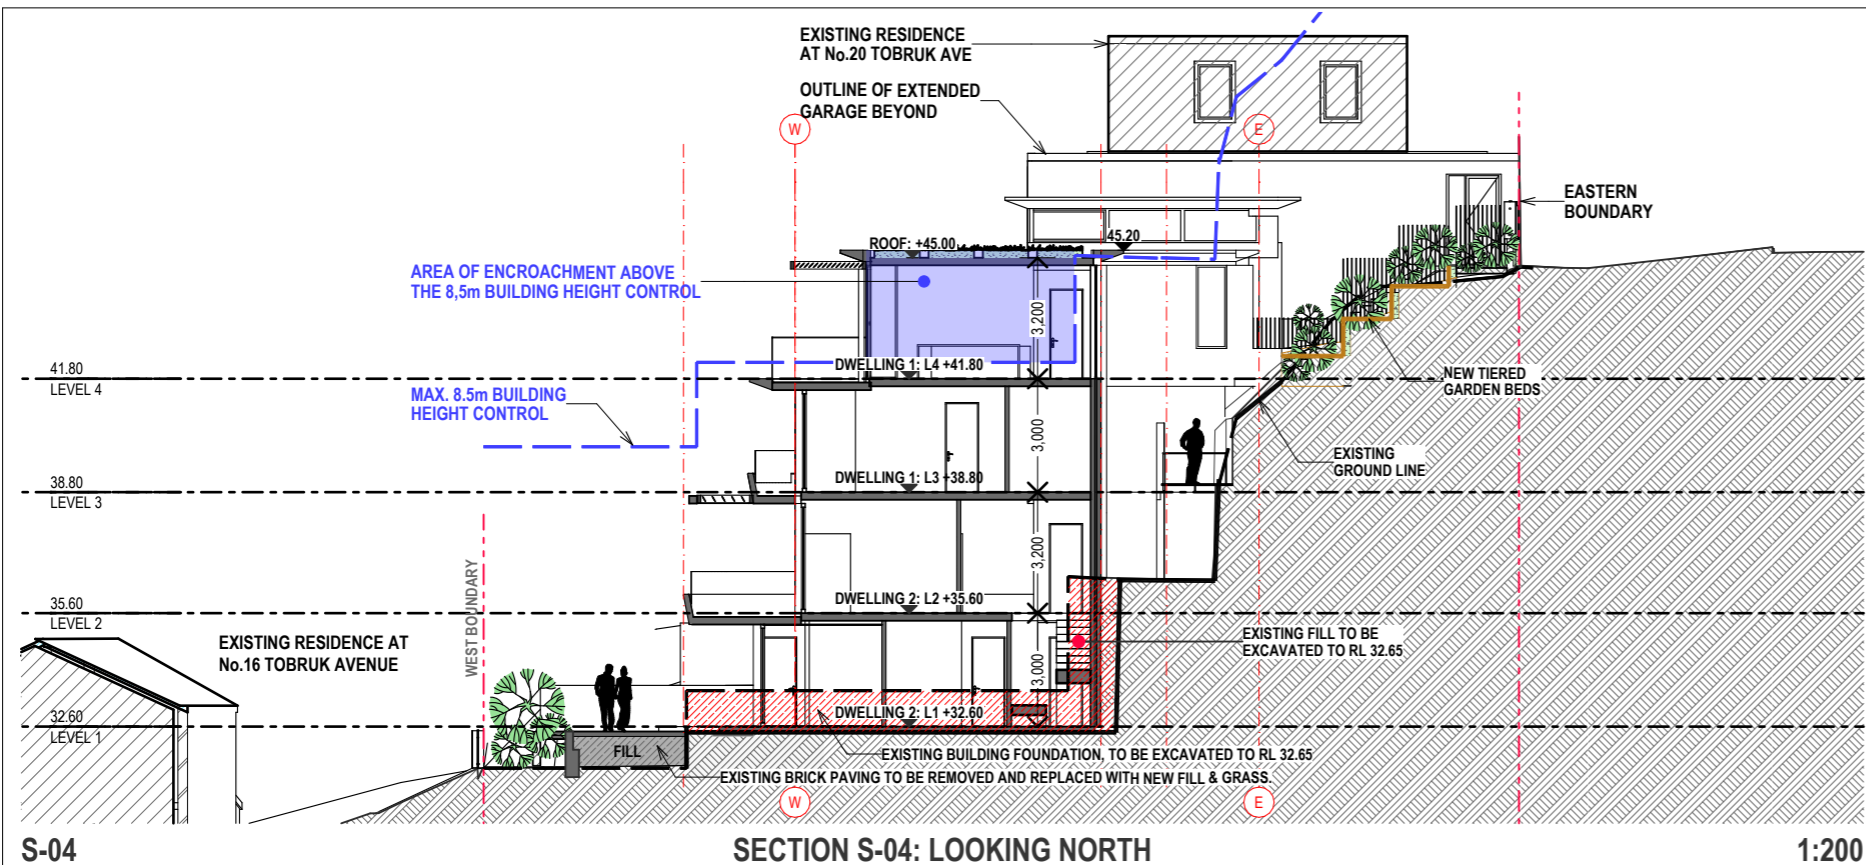 EXISTING RESIDENCE
AT No.20 TOBRUK AVE
OUTLINE OF EXTENDED
GARAGE BEYOND
W
E
EASTERN
BOUNDARY
ROOF: +45.00
45.20
AREA OF ENCROACHMENT ABOVE
THE 8,5m BUILDING HEIGHT CONTROL
3,200
41.80
LEVEL 4
DWELLING 1: L4 +41.80
NEW TIERED
GARDEN BEDS
MAX. 8.5m BUILDING
HEIGHT CONTROL
3,000
EXISTING
GROUND LINE
38.80
LEVEL 3
DWELLING 1: L3 +38.80
3,200
WEST BOUNDARY
35.60
LEVEL 2
DWELLING 2: L2 +35.60
EXISTING RESIDENCE AT
No.16 TOBRUK AVENUE
EXISTING FILL TO BE
EXCAVATED TO RL 32.65
3,000
32.60
LEVEL 1
DWELLING 2: L1 +32.60
FILL
EXISTING BUILDING FOUNDATION, TO BE EXCAVATED TO RL 32.65
EXISTING BRICK PAVING TO BE REMOVED AND REPLACED WITH NEW FILL & GRASS.
W
E
S-04
SECTION S-04: LOOKING NORTH
1:200